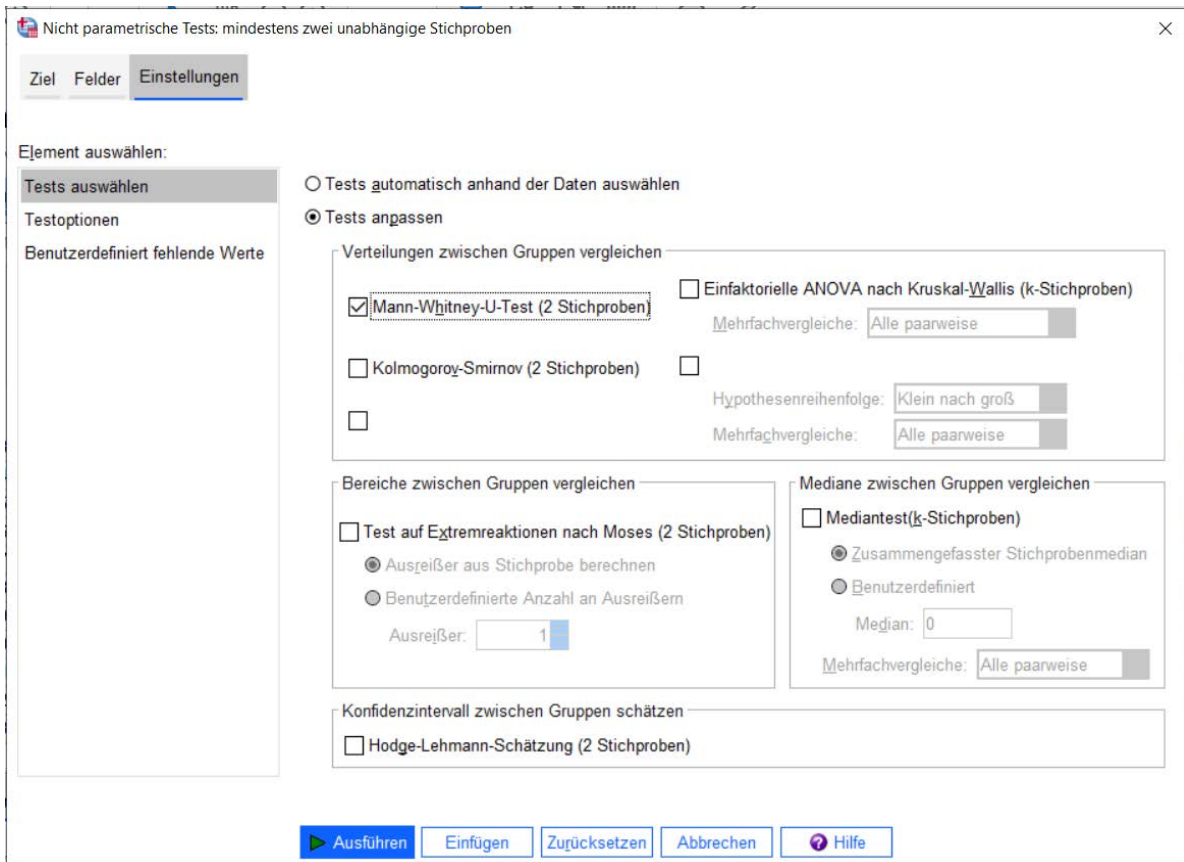 Nicht parametrische Tests: mindestens zwei unabhängige Stichproben
Ziel Felder Einstellungen
Element auswählen:
Tests auswählen
Testoptionen
Benutzerdefiniert fehlende Werte
Tests automatisch anhand der Daten auswählen
Tests anpassen
Verteilungen zwischen Gruppen vergleichen
Mann-Whitney-U-Test (2 Stichproben)
Kolmogorov-Smirnov (2 Stichproben)
Einfaktorielle ANOVA nach Kruskal-Wallis (k-Stichproben)
Mehrfachvergleiche: Alle paarweise
Hypothesenreihenfolge: Klein nach groß
Mehrfachvergleiche: Alle paarweise
Bereiche zwischen Gruppen vergleichen
Test auf Extremreaktionen nach Moses (2 Stichproben)
Ausreißer aus Stichprobe berechnen
Benutzerdefinierte Anzahl an Ausreißern
Ausreißer: 1
Mediane zwischen Gruppen vergleichen
Mediantest(k-Stichproben)
Zusammengefasster Stichprobenmedian
Benutzerdefiniert
Median: 0
Mehrfachvergleiche: Alle paarweise
Konfidenzintervall zwischen Gruppen schätzen
Hodge-Lehmann-Schätzung (2 Stichproben)
Ausführen Einfügen Zurücksetzen Abbrechen Hilfe